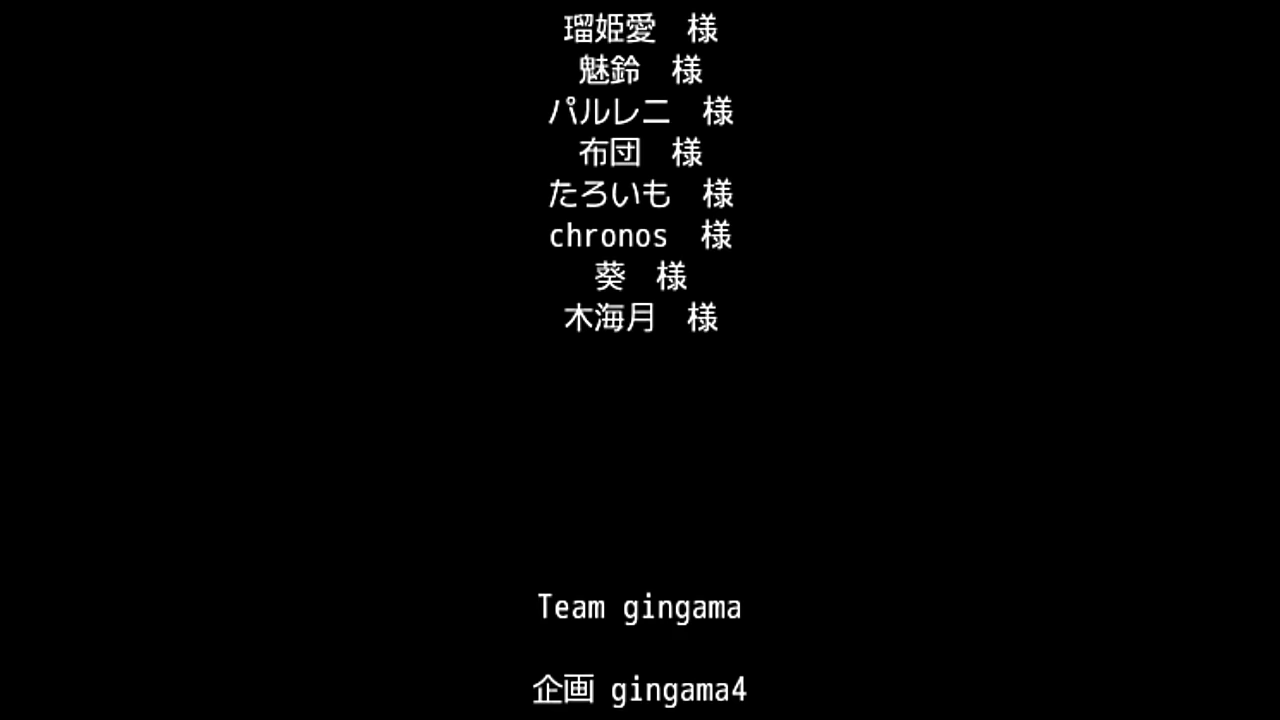 瑠姫愛　様
魅鈴　様
パルレニ　様
布団　様
たろいも　様
chronos　様
葵　様
木海月　様
Team gingama
企画 gingama4